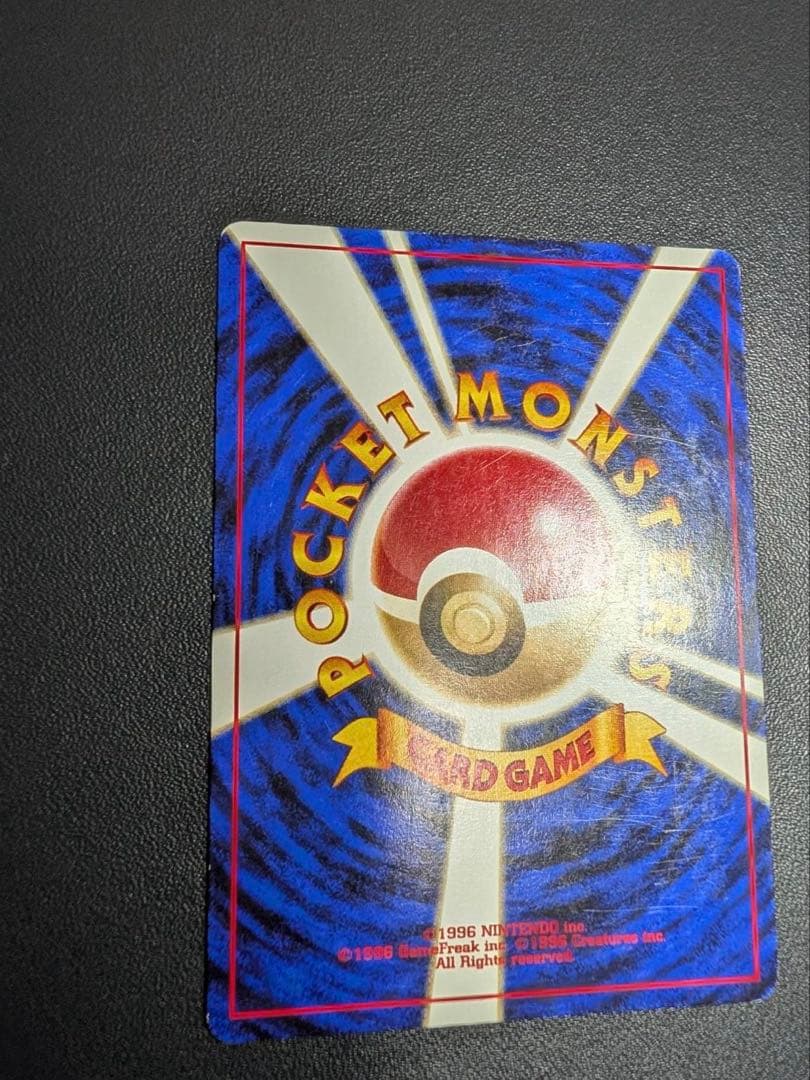 POCKET MONSTERS
CARD GAME
©1996 NINTENDO inc.
©1996 GameFreak inc. ©1996 Creatures inc.
All Rights reserved.